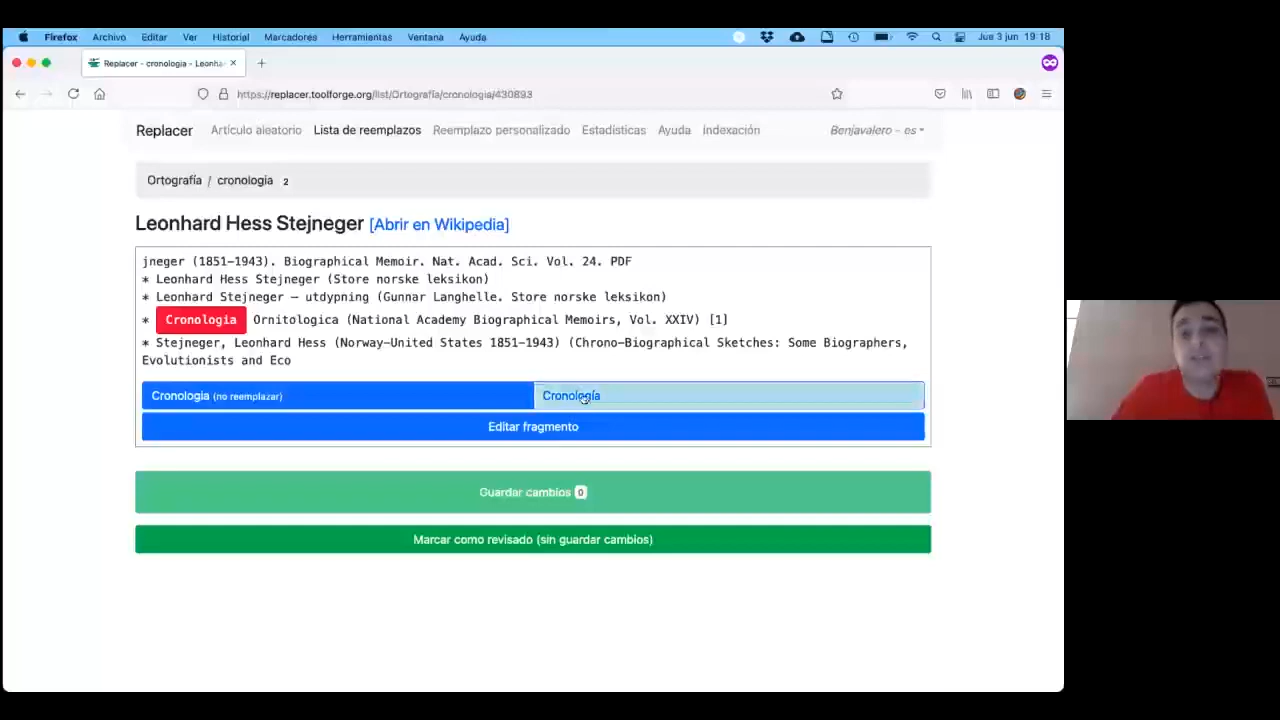 Firefox Archivo Editar Ver Historial Marcadores Herramientas Ventana Ayuda Jue 3 jun 19:18
Replacer - cronologia - Leonha
https://replacer.toolforge.org/list/Ortografía/cronologia/430893
Replacer Artículo aleatorio Lista de reemplazos Reemplazo personalizado Estadísticas Ayuda Indexación Benjavalero - es
Ortografía / cronologia 2
Leonhard Hess Stejneger [Abrir en Wikipedia]
jneger (1851–1943). Biographical Memoir. Nat. Acad. Sci. Vol. 24. PDF
* Leonhard Hess Stejneger (Store norske leksikon)
* Leonhard Stejneger – utdypning (Gunnar Langhelle. Store norske leksikon)
* Cronologia Ornitologica (National Academy Biographical Memoirs, Vol. XXIV) [1]
* Stejneger, Leonhard Hess (Norway-United States 1851-1943) (Chrono-Biographical Sketches: Some Biographers,
Evolutionists and Eco
Cronologia (no reemplazar) Cronología
Editar fragmento
Guardar cambios 0
Marcar como revisado (sin guardar cambios)